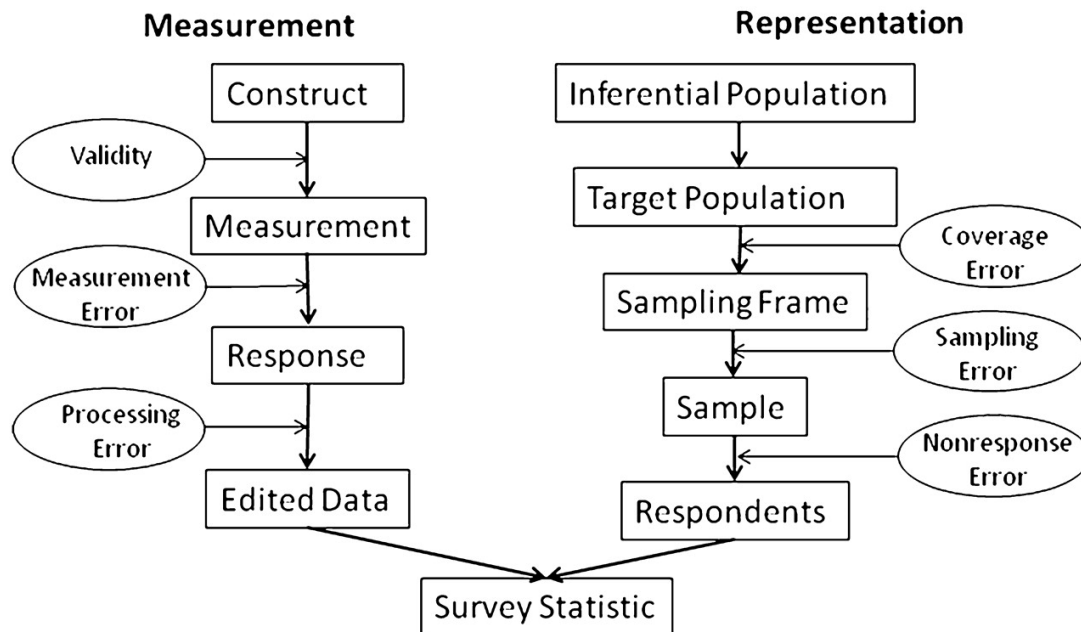 Measurement
Representation
Construct
Inferential Population
Validity
Target Population
Measurement
Coverage
Error
Measurement
Error
Sampling Frame
Response
Sampling
Error
Sample
Processing
Error
Nonresponse
Error
Edited Data
Respondents
Survey Statistic